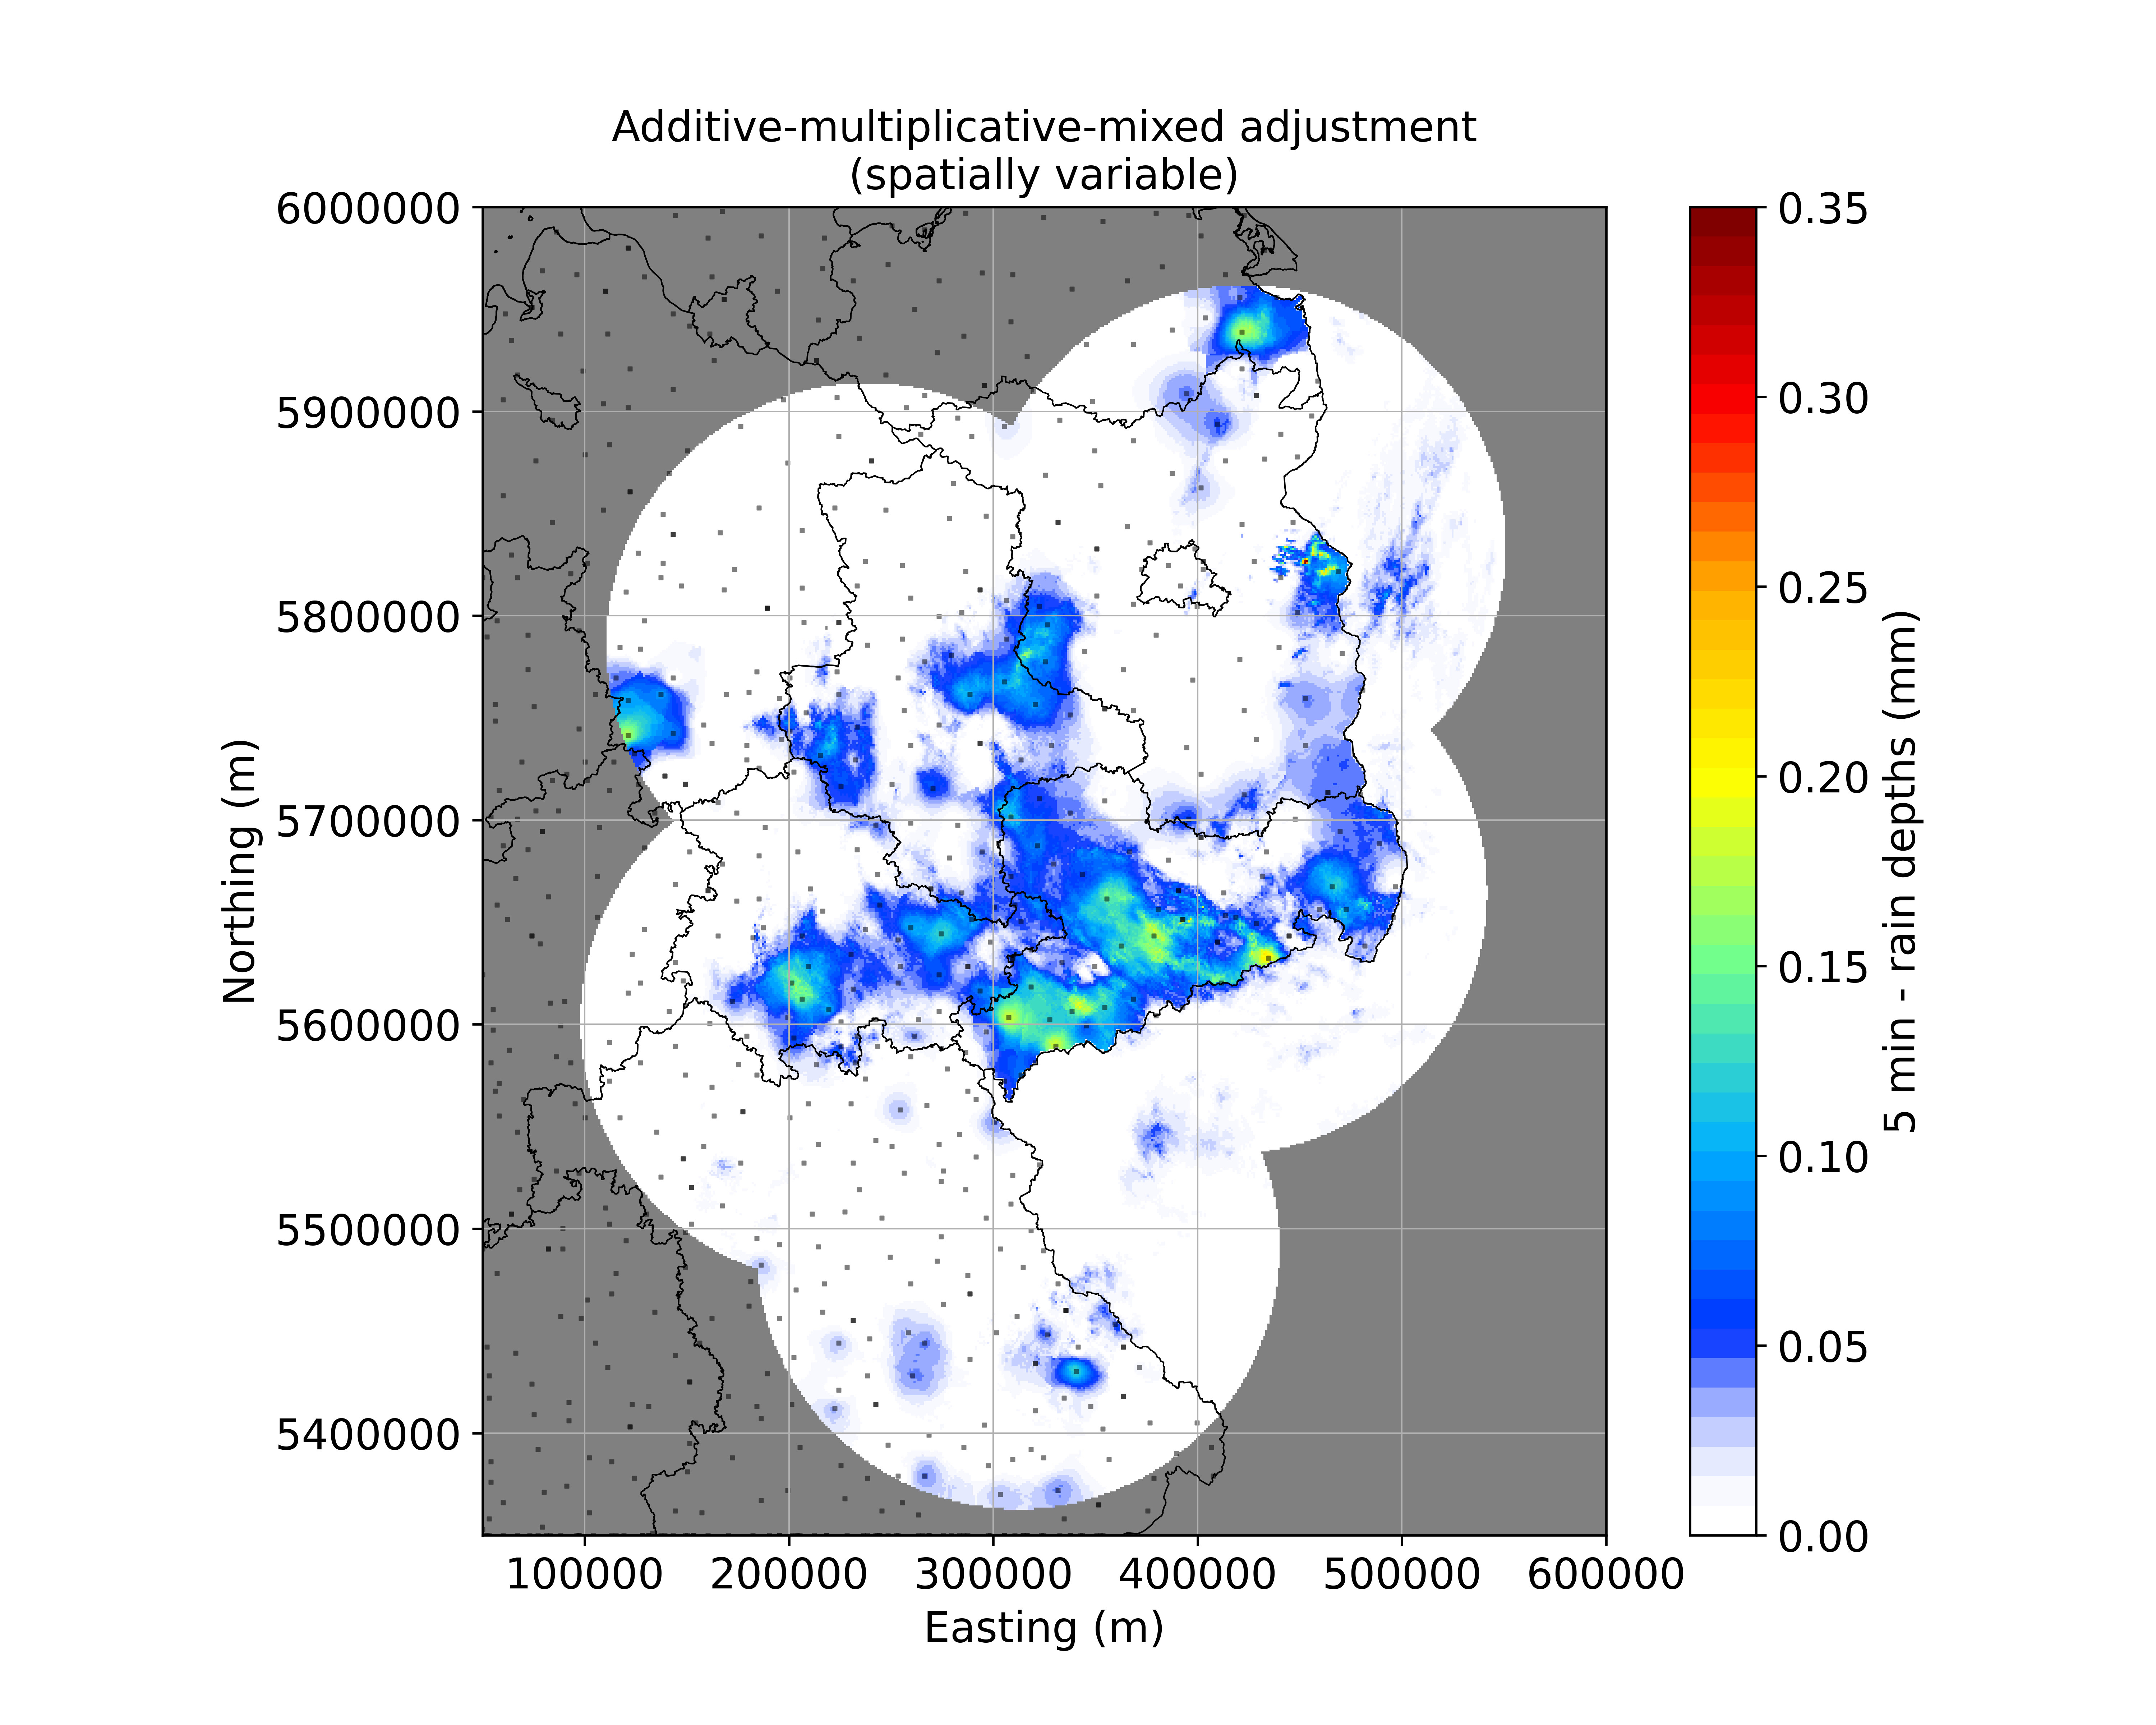 Additive-multiplicative-mixed adjustment
(spatially variable)
6000000
5900000
5800000
5700000
5600000
5500000
5400000
Northing (m)
100000 200000 300000 400000 500000 600000
Easting (m)
0.35
0.30
0.25
0.20
0.15
0.10
0.05
0.00
5 min - rain depths (mm)